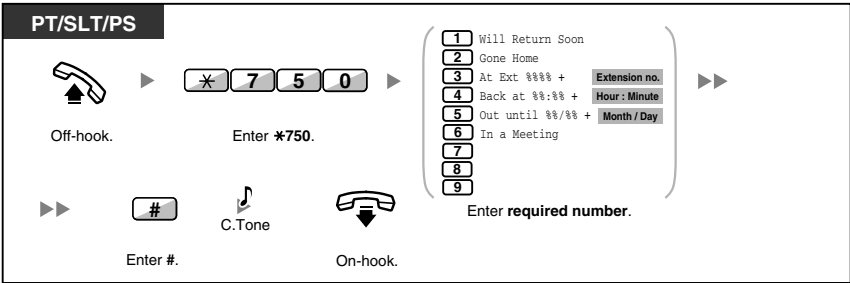 PT/SLT/PS
1 Will Return Soon
2 Gone Home
3 At Ext %%%% + Extension no.
4 Back at %%:%% + Hour : Minute
5 Out until %%/%% + Month / Day
6 In a Meeting
7
8
9
* 7 5 0
Off-hook.
Enter *750.
Enter required number.
#
C.Tone
Enter #.
On-hook.